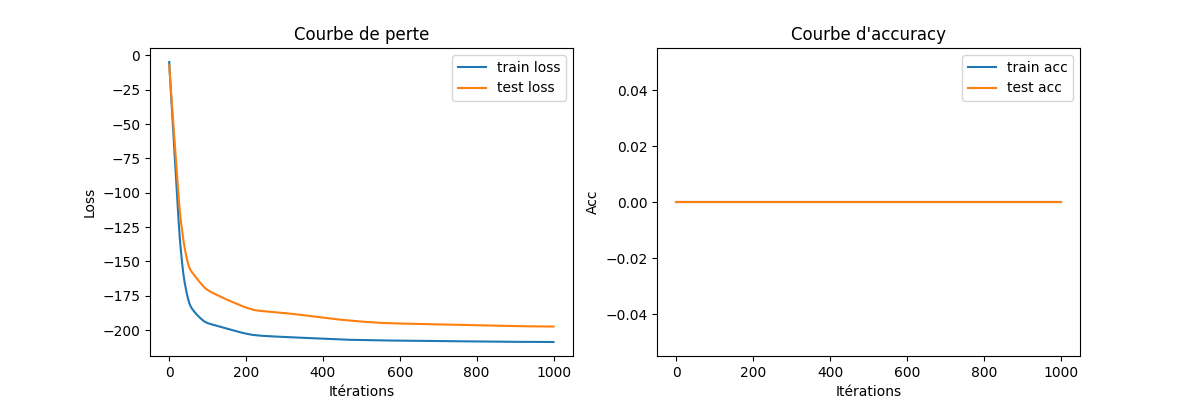 Courbe de perte
0
−25
−50
−75
−100
−125
−150
−175
−200
Loss
train loss
test loss
0
200
400
600
800
1000
Itérations
Courbe d'accuracy
0.04
0.02
0.00
−0.02
−0.04
Acc
train acc
test acc
0
200
400
600
800
1000
Itérations